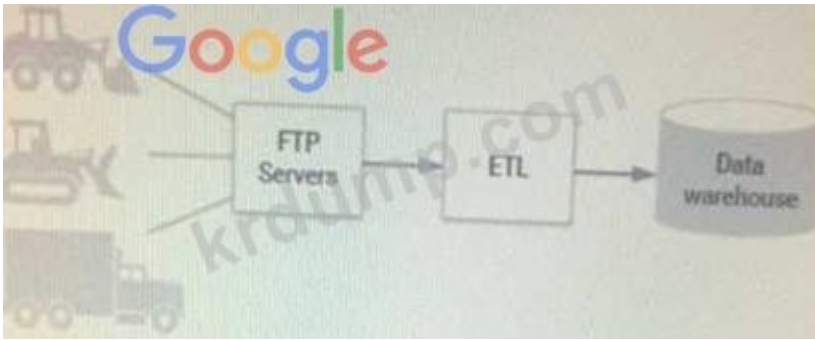 Google
FTP
Servers
ETL
Data
warehouse
krdump.com